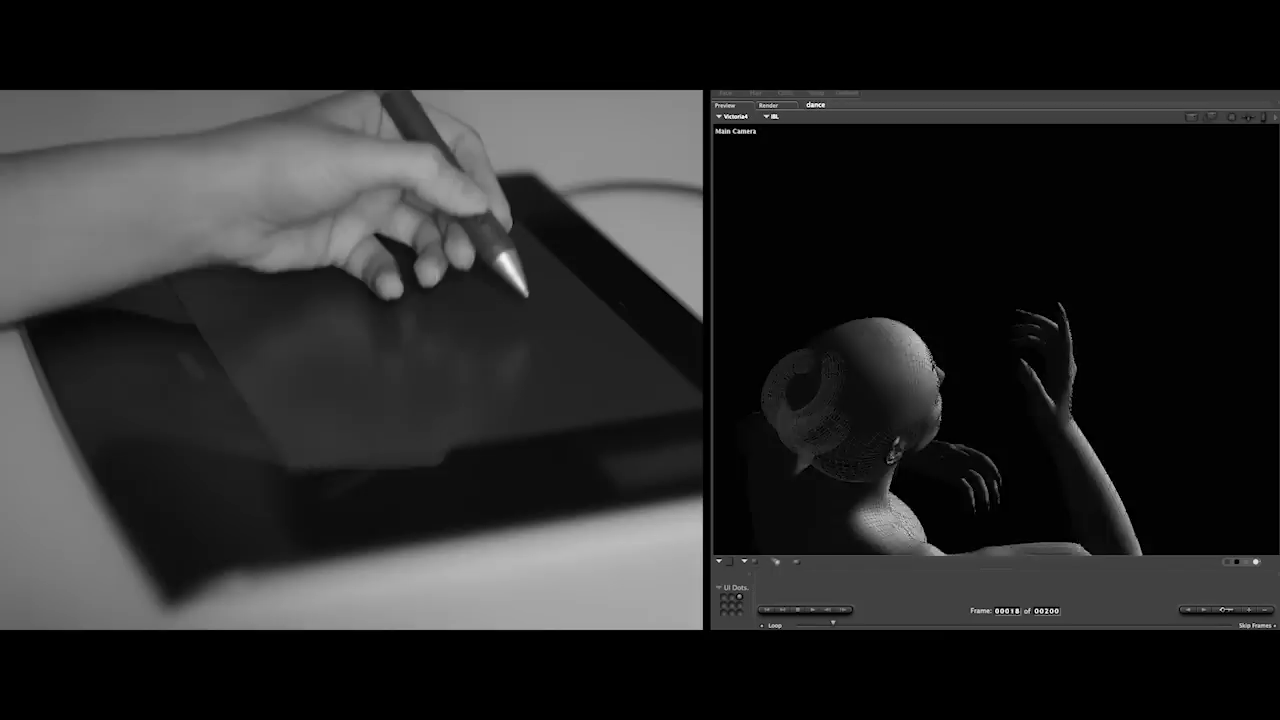 Preview Render dance
Victoria4 IBL
Main Camera
UI Dots.
Frame: 00018 of 00200
Loop
Skip Frames